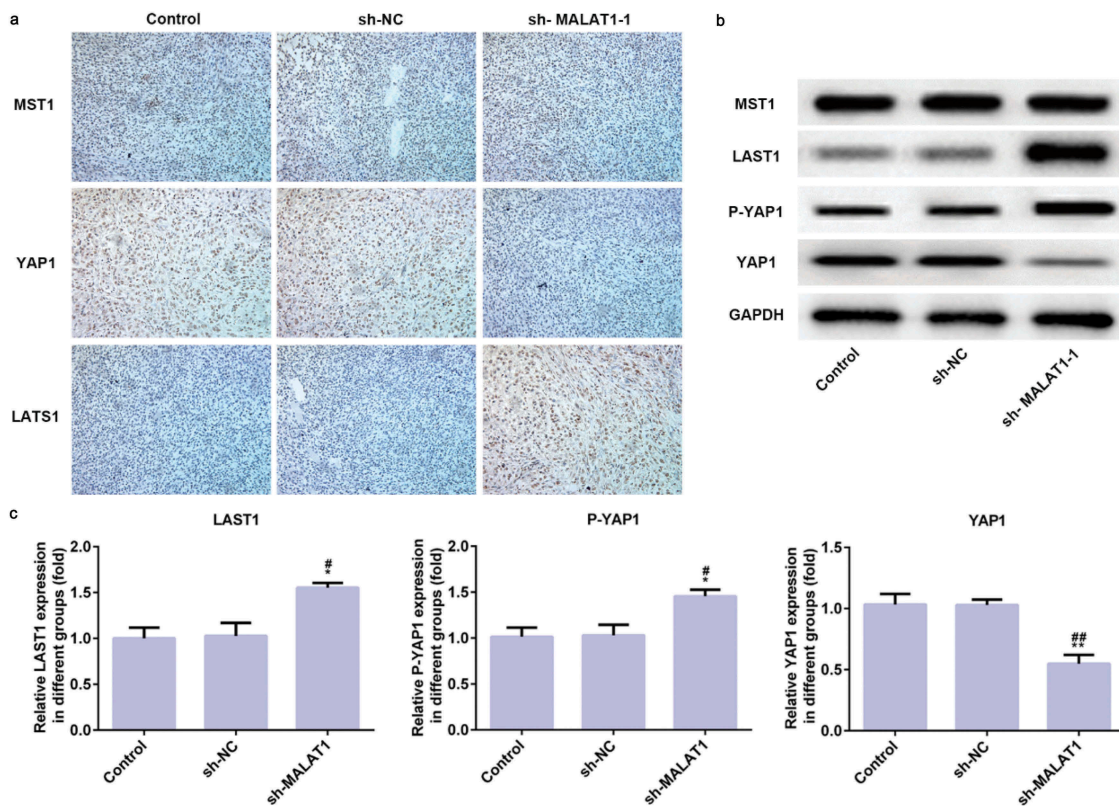 a
Control sh-NC sh- MALAT1-1
MST1
YAP1
LATS1
b
MST1
LAST1
P-YAP1
YAP1
GAPDH
Control sh-NC sh- MALAT1-1
c
LAST1
Relative LAST1 expression
in different groups (fold)
2.0
1.5
1.0
0.5
0.0
#
*
Control sh-NC sh-MALAT1
P-YAP1
Relative P-YAP1 expression
in different groups (fold)
2.0
1.5
1.0
0.5
0.0
#
*
Control sh-NC sh-MALAT1
YAP1
Relative YAP1 expression
in different groups (fold)
1.5
1.0
0.5
0.0
##
**
Control sh-NC sh-MALAT1